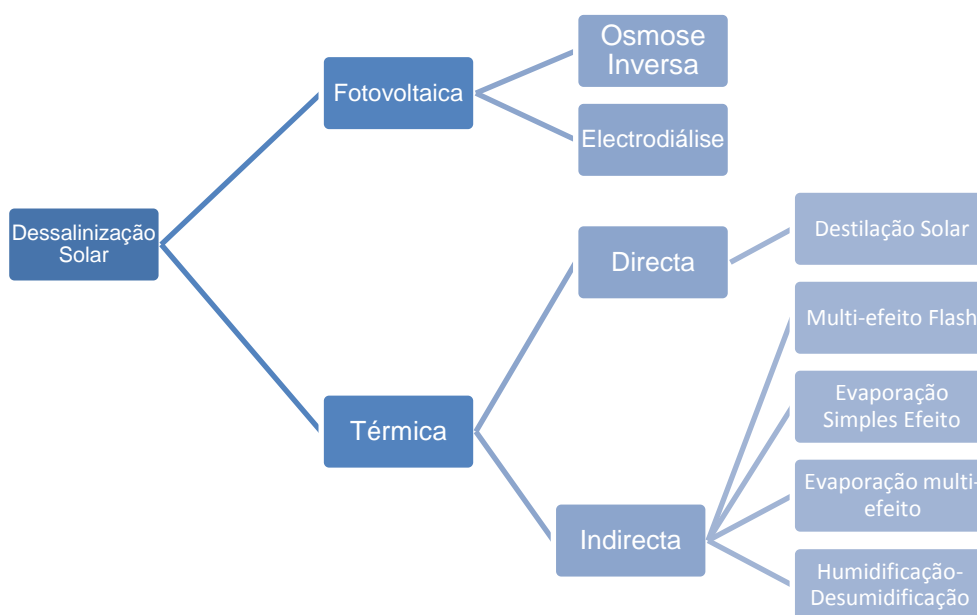 Osmose
Inversa
Fotovoltaica
Electrodiálise
Dessalinização
Solar
Destilação Solar
Directa
Multi-efeito Flash
Evaporação
Simples Efeito
Térmica
Evaporação multi-
efeito
Indirecta
Humidificação-
Desumidificação